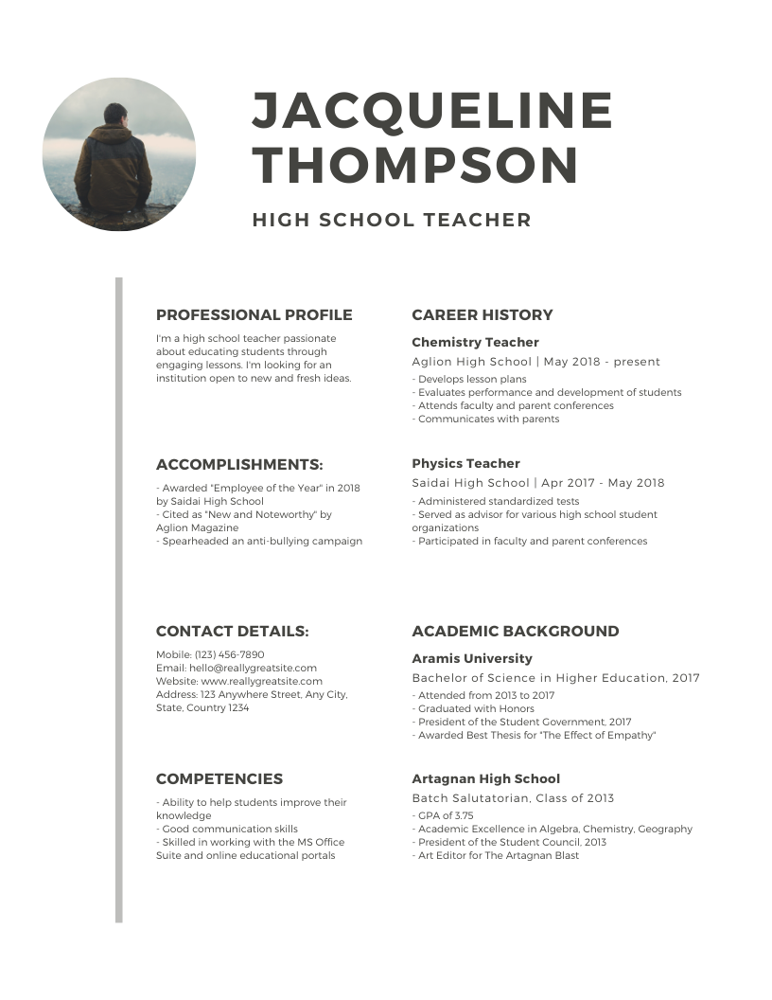 JACQUELINE
THOMPSON
HIGH SCHOOL TEACHER
PROFESSIONAL PROFILE
I'm a high school teacher passionate
about educating students through
engaging lessons. I'm looking for an
institution open to new and fresh ideas.
ACCOMPLISHMENTS:
- Awarded "Employee of the Year" in 2018
by Saidai High School
- Cited as "New and Noteworthy" by
Aglion Magazine
- Spearheaded an anti-bullying campaign
CONTACT DETAILS:
Mobile: (123) 456-7890
Email: hello@reallygreatsite.com
Website: www.reallygreatsite.com
Address: 123 Anywhere Street, Any City,
State, Country 1234
COMPETENCIES
- Ability to help students improve their
knowledge
- Good communication skills
- Skilled in working with the MS Office
Suite and online educational portals
CAREER HISTORY
Chemistry Teacher
Aglion High School | May 2018 - present
- Develops lesson plans
- Evaluates performance and development of students
- Attends faculty and parent conferences
- Communicates with parents
Physics Teacher
Saidai High School | Apr 2017 - May 2018
- Administered standardized tests
- Served as advisor for various high school student
organizations
- Participated in faculty and parent conferences
ACADEMIC BACKGROUND
Aramis University
Bachelor of Science in Higher Education, 2017
- Attended from 2013 to 2017
- Graduated with Honors
- President of the Student Government, 2017
- Awarded Best Thesis for "The Effect of Empathy"
Artagnan High School
Batch Salutatorian, Class of 2013
- GPA of 3.75
- Academic Excellence in Algebra, Chemistry, Geography
- President of the Student Council, 2013
- Art Editor for The Artagnan Blast